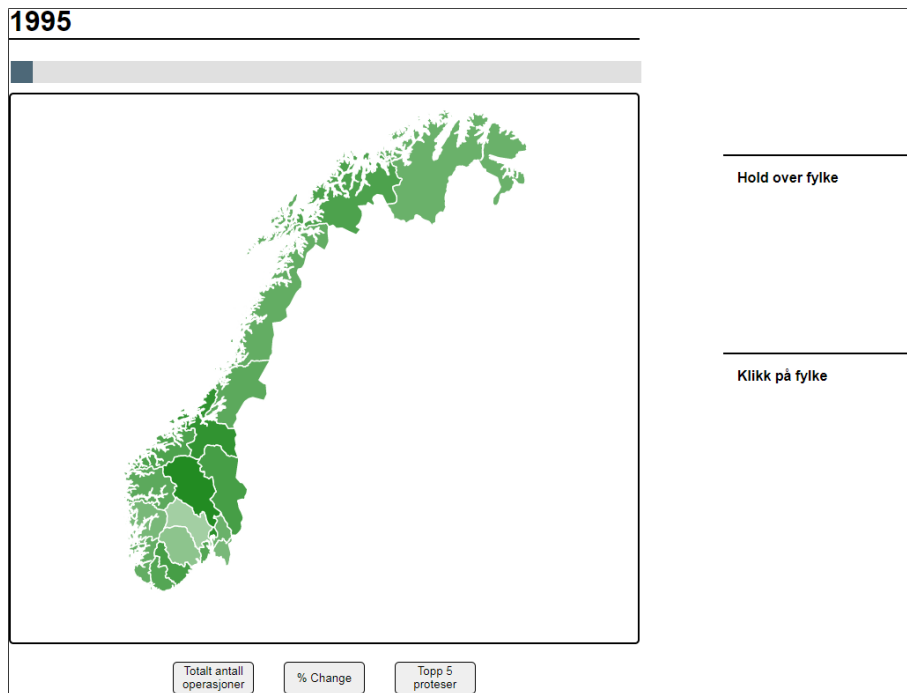 1995
Hold over fylke
Klikk på fylke
Totalt antall
operasjoner
% Change
Topp 5
proteser